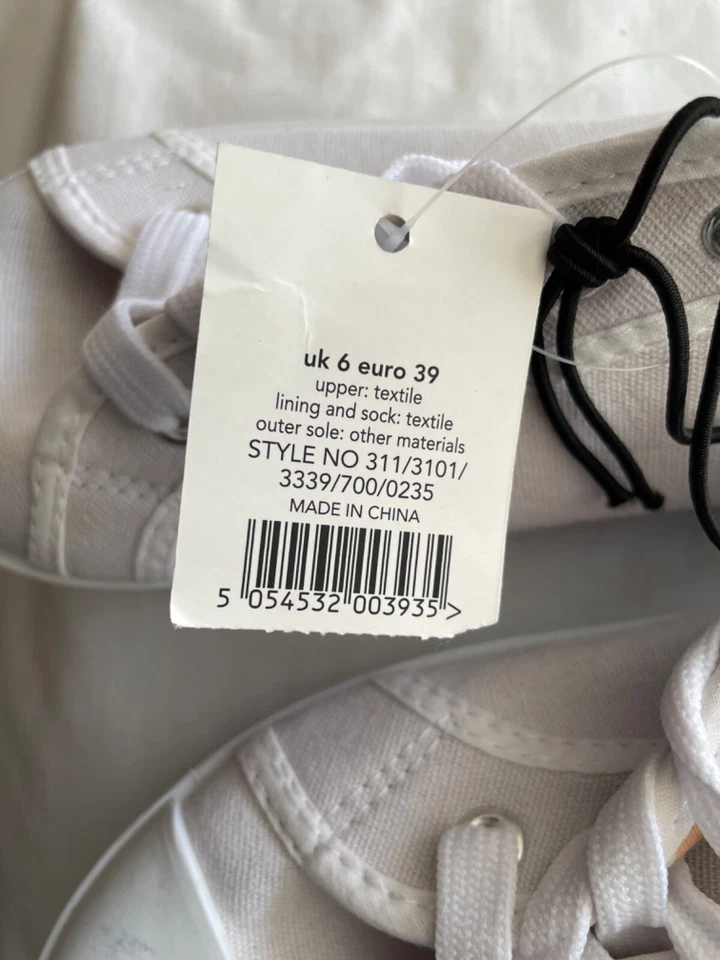 uk 6 euro 39
upper: textile
lining and sock: textile
outer sole: other materials
STYLE NO 311/3101/
3339/700/0235
MADE IN CHINA
5 054532 003935 >